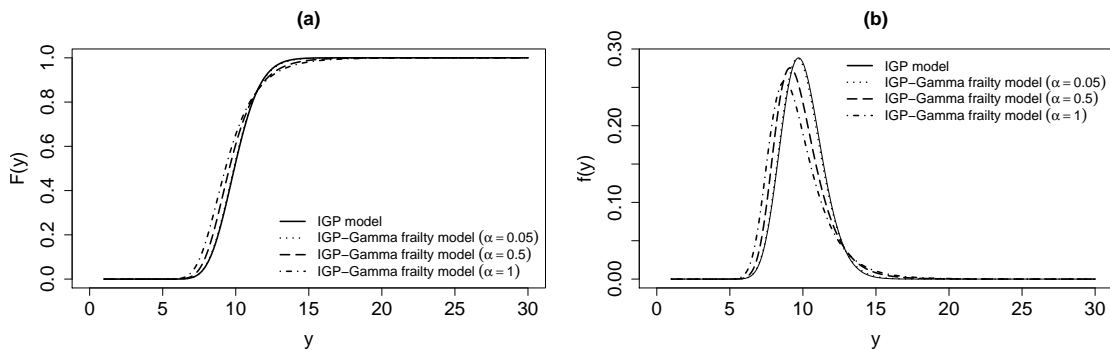 (a)
F(y)
1.0
0.8
0.6
0.4
0.2
0.0
IGP model
IGP−Gamma frailty model (α = 0.05)
IGP−Gamma frailty model (α = 0.5)
IGP−Gamma frailty model (α = 1)
0 5 10 15 20 25 30
y
(b)
f(y)
0.30
0.20
0.10
0.00
IGP model
IGP−Gamma frailty model (α = 0.05)
IGP−Gamma frailty model (α = 0.5)
IGP−Gamma frailty model (α = 1)
0 5 10 15 20 25 30
y